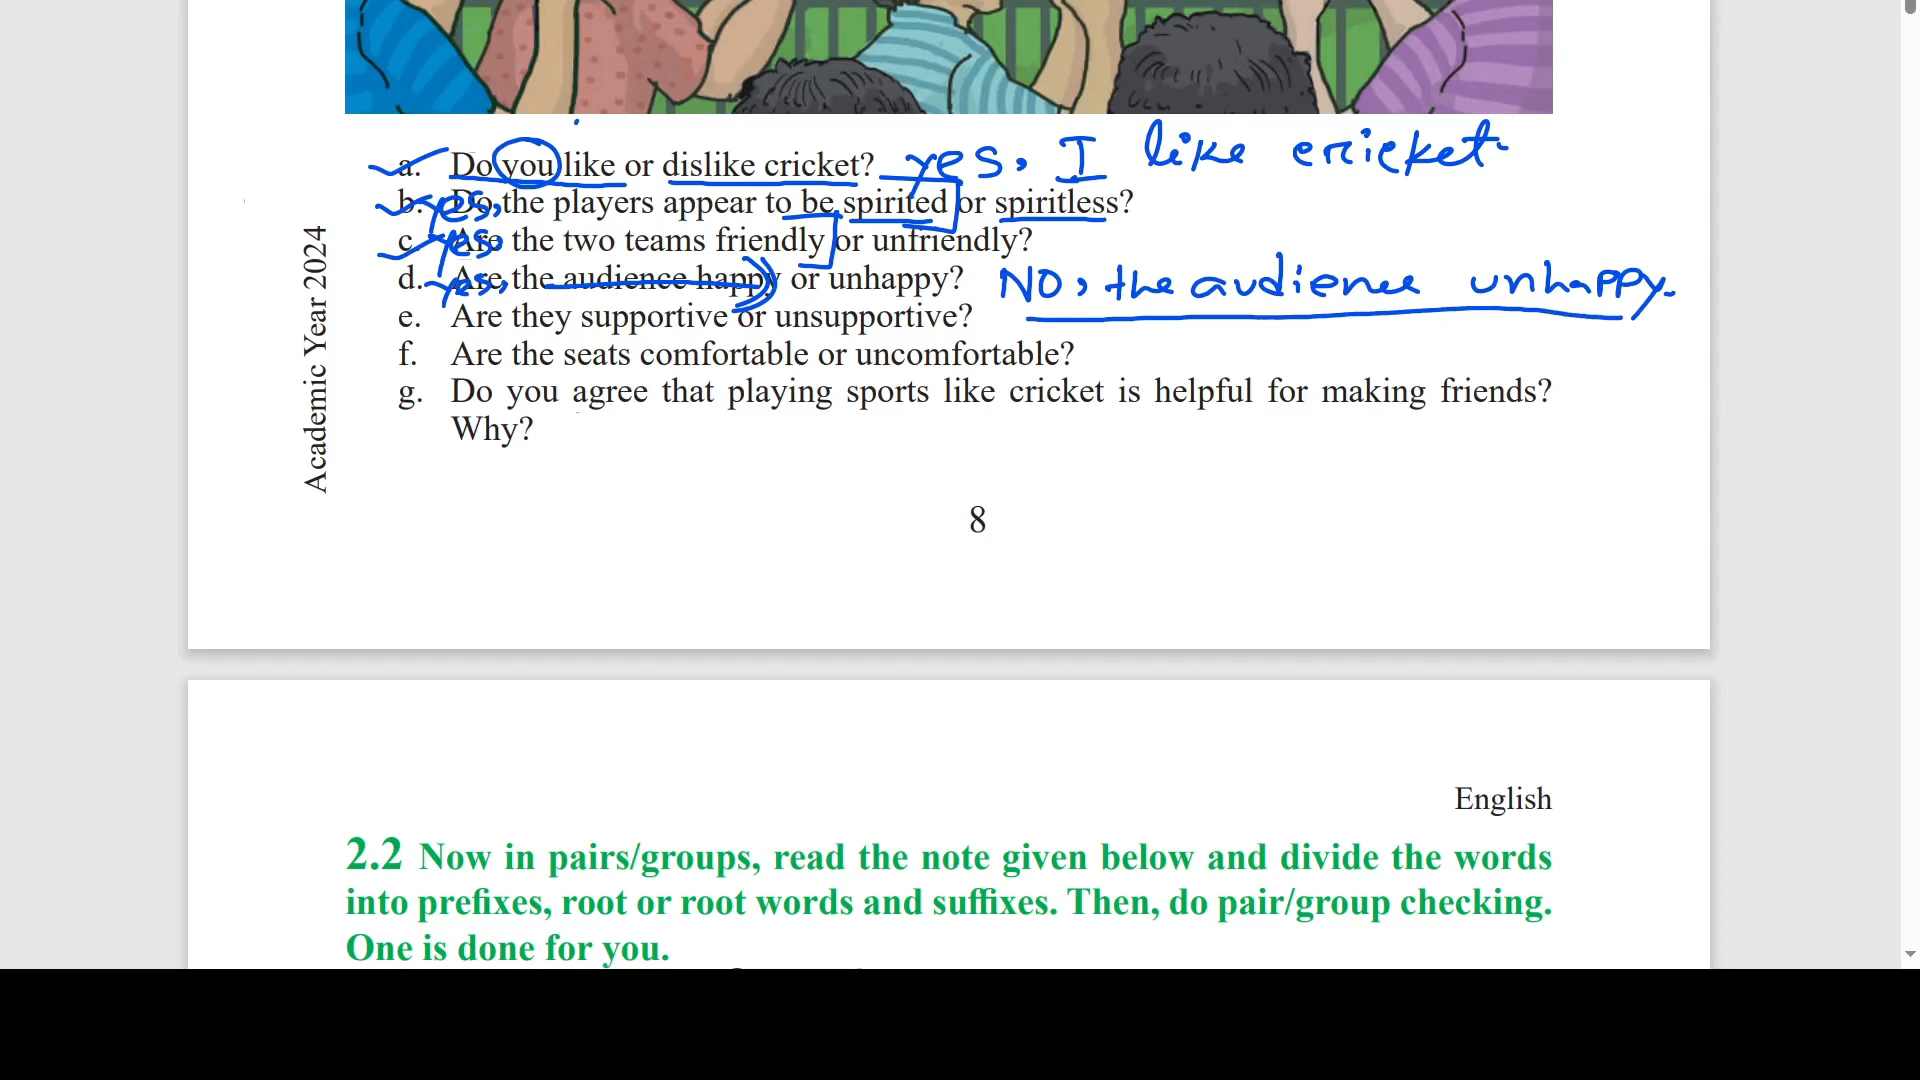 a. Do you like or dislike cricket? yes, I like cricket.
b. yes, Do the players appear to be spirited or spiritless?
c. yes Are the two teams friendly or unfriendly?
d. yes, Are the audience happy or unhappy? NO, the audience unhappy.
e. Are they supportive or unsupportive?
f. Are the seats comfortable or uncomfortable?
g. Do you agree that playing sports like cricket is helpful for making friends?
Why?
Academic Year 2024
8
English
2.2 Now in pairs/groups, read the note given below and divide the words
into prefixes, root or root words and suffixes. Then, do pair/group checking.
One is done for you.